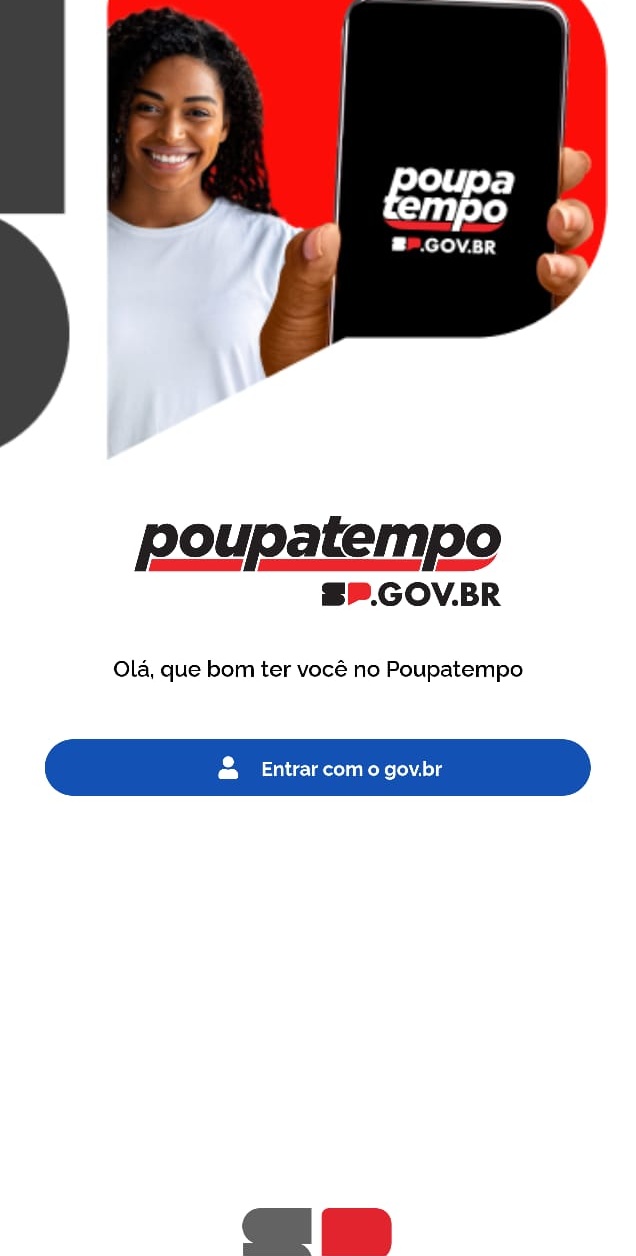 poupa
tempo
SP.GOV.BR
poupatempo
SP.GOV.BR
Olá, que bom ter você no Poupatempo
Entrar com o gov.br
SP